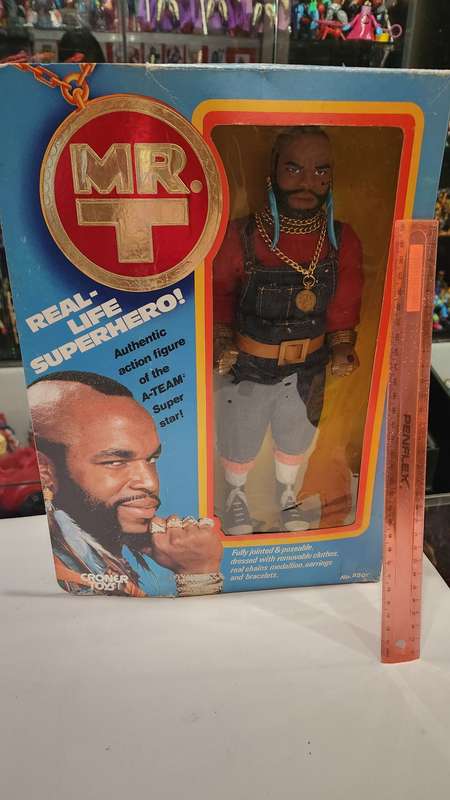 MR.
T
REAL-
LIFE
SUPERHERO!
Authentic
action figure
of the
A-TEAM
Super
star!
CRONER
TOYS
Fully jointed & poseable,
dressed with removable clothes,
real chains medallion, earrings
and bracelets.
No.
PENFLEX